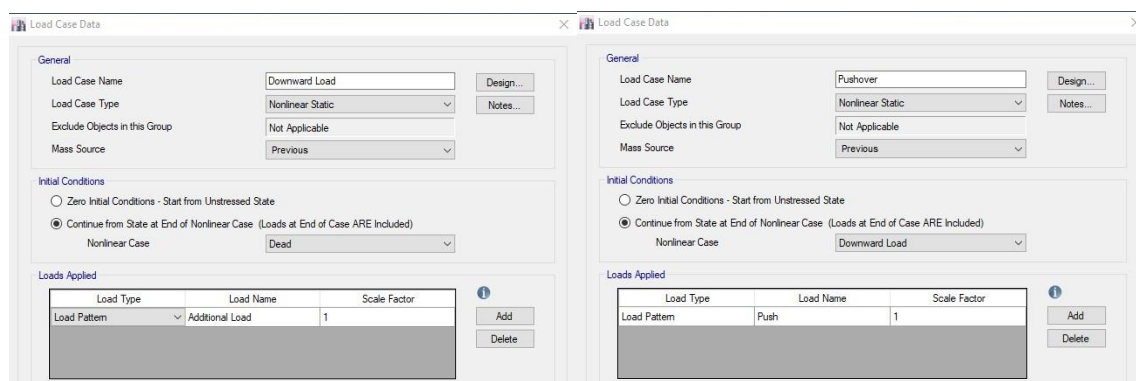 Load Case Data
General
Load Case Name Downward Load Design...
Load Case Type Nonlinear Static Notes...
Exclude Objects in this Group Not Applicable
Mass Source Previous
Initial Conditions
Zero Initial Conditions - Start from Unstressed State
Continue from State at End of Nonlinear Case (Loads at End of Case ARE Included)
Nonlinear Case Dead
Loads Applied
Load Type Load Name Scale Factor
Load Pattern Additional Load 1 Add
Delete
Load Case Data
General
Load Case Name Pushover Design...
Load Case Type Nonlinear Static Notes...
Exclude Objects in this Group Not Applicable
Mass Source Previous
Initial Conditions
Zero Initial Conditions - Start from Unstressed State
Continue from State at End of Nonlinear Case (Loads at End of Case ARE Included)
Nonlinear Case Downward Load
Loads Applied
Load Type Load Name Scale Factor
Load Pattern Push 1 Add
Delete